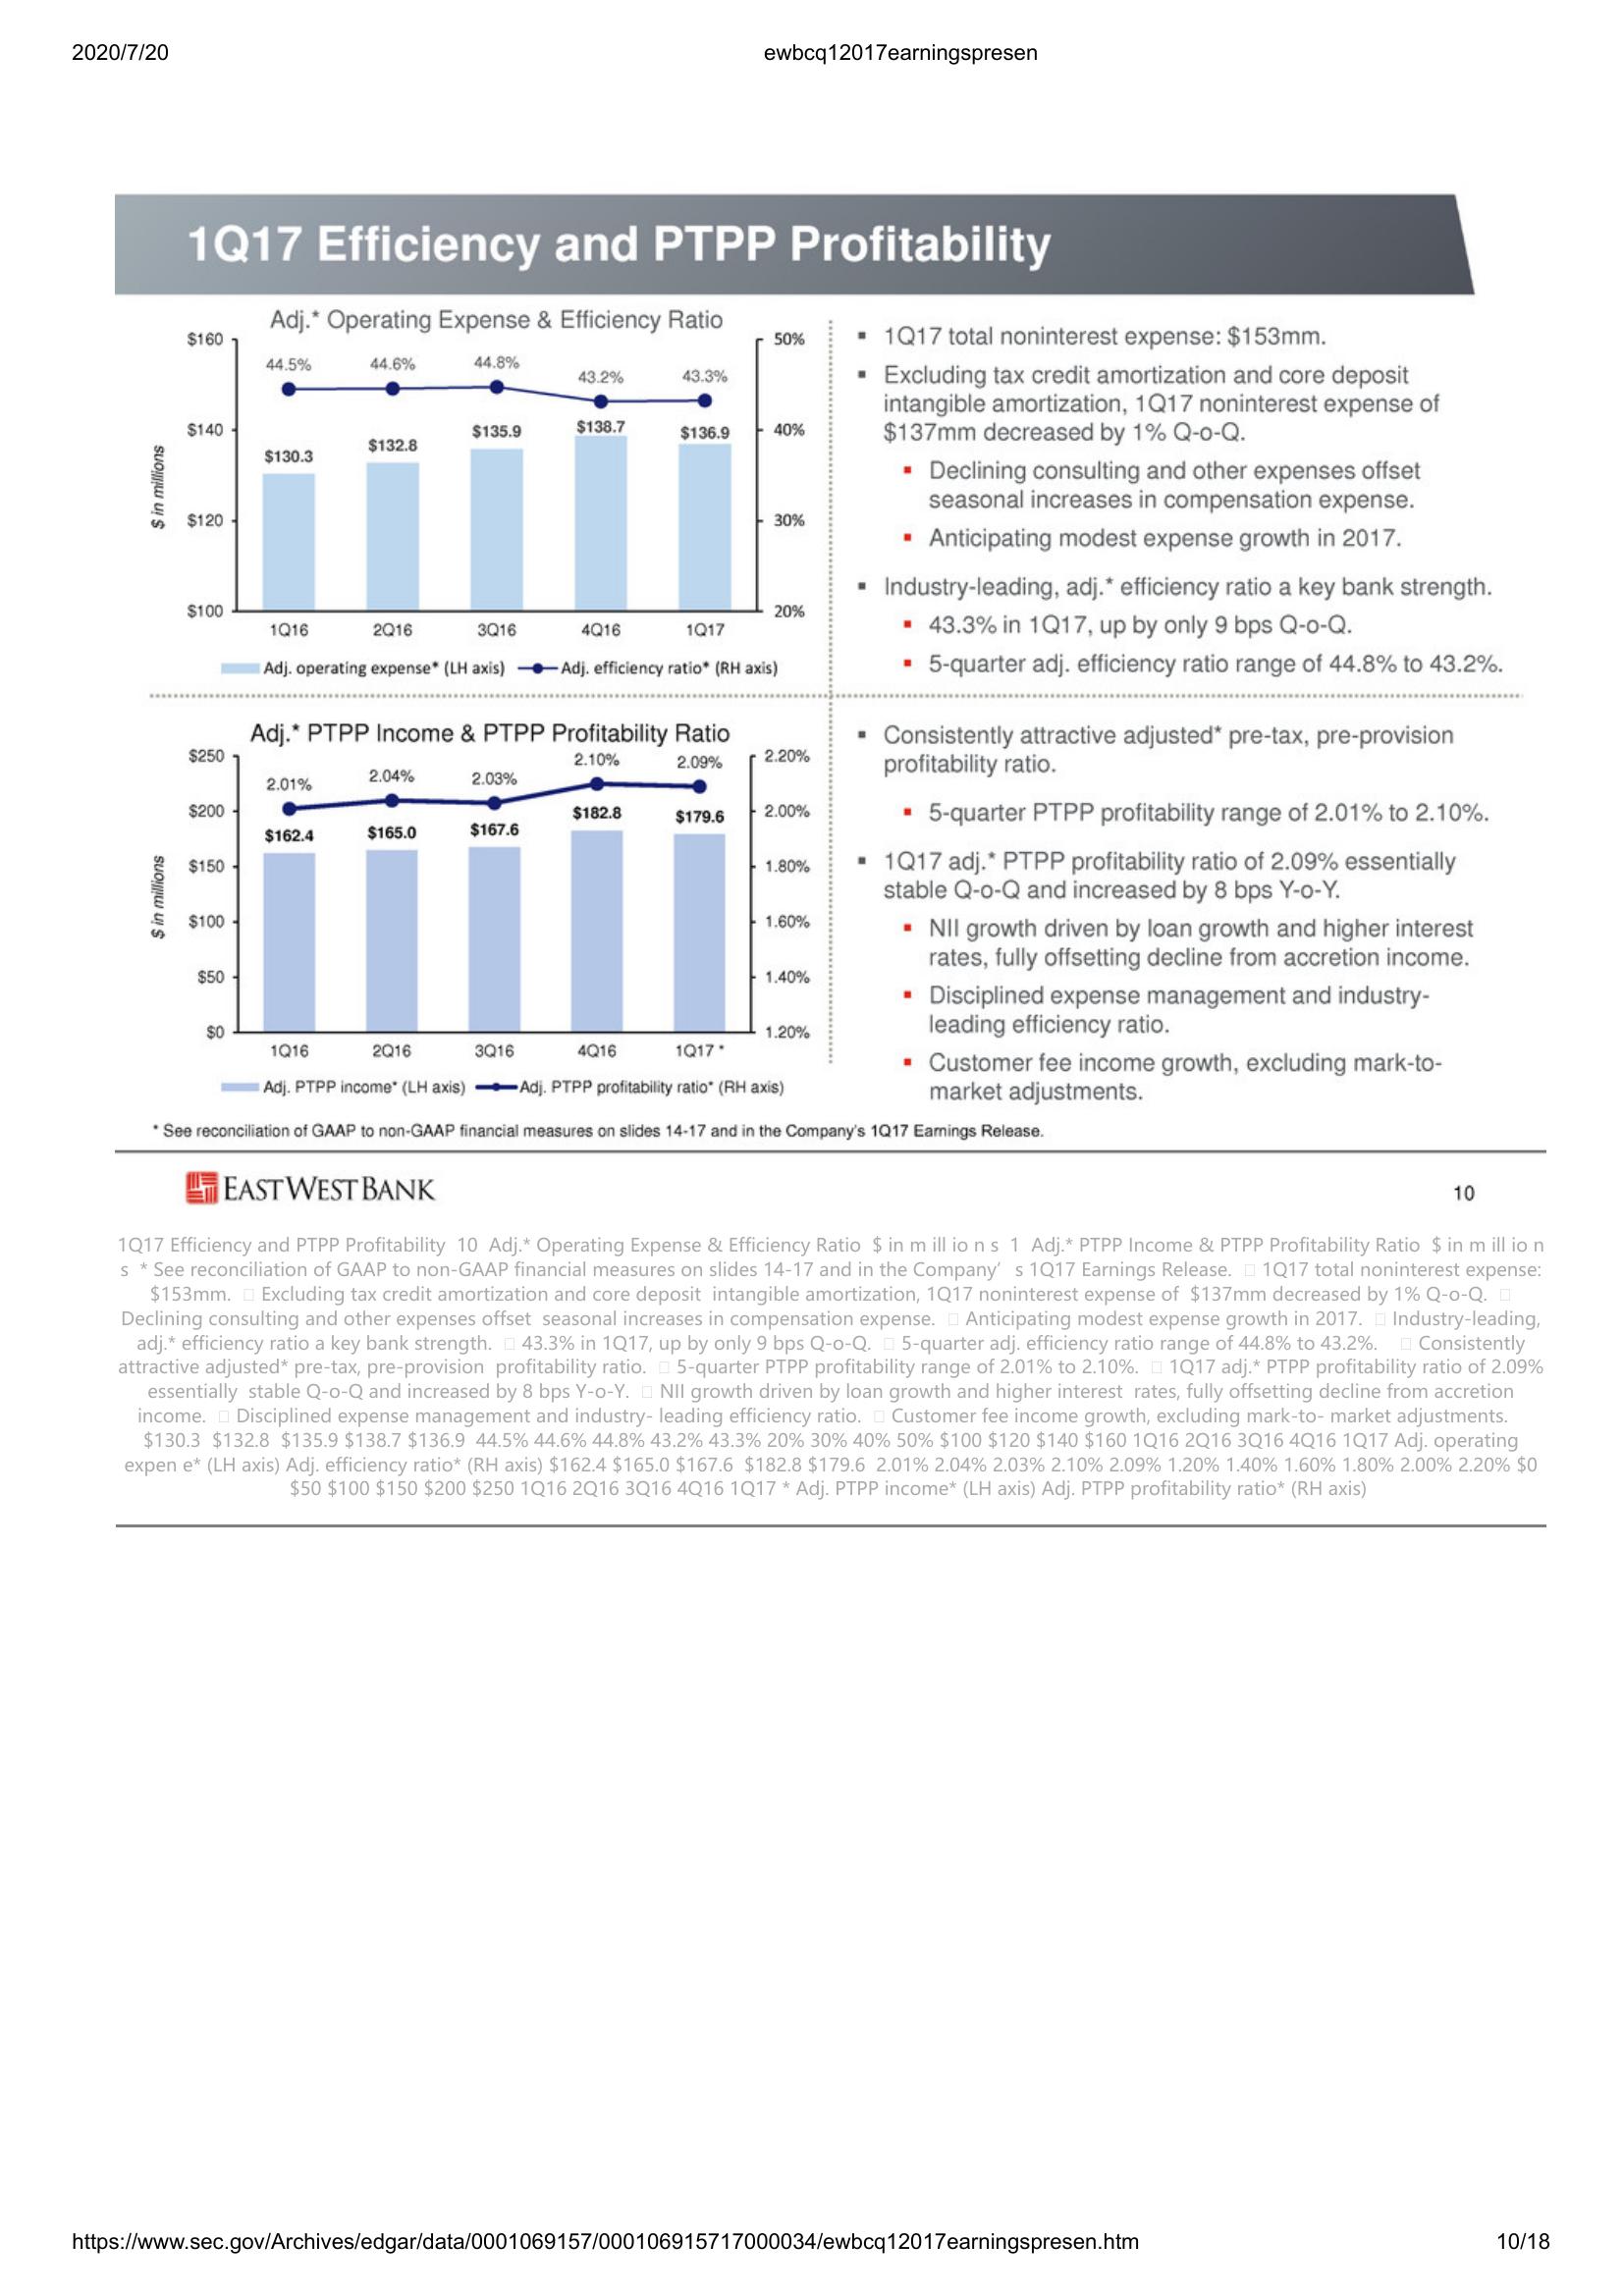 2020/7/20 ewbcq12017earningspresen
1Q17 Efficiency and PTPP Profitability
Adj.* Operating Expense & Efficiency Ratio
$160 50%
44.5% 44.6% 44.8% 43.2% 43.3%
$140 40%
$130.3 $132.8 $135.9 $138.7 $136.9
$ in millions
$120 30%
$100 20%
1Q16 2Q16 3Q16 4Q16 1Q17
Adj. operating expense* (LH axis) Adj. efficiency ratio* (RH axis)
▪ 1Q17 total noninterest expense: $153mm.
▪ Excluding tax credit amortization and core deposit
intangible amortization, 1Q17 noninterest expense of
$137mm decreased by 1% Q-o-Q.
▪ Declining consulting and other expenses offset
seasonal increases in compensation expense.
▪ Anticipating modest expense growth in 2017.
▪ Industry-leading, adj.* efficiency ratio a key bank strength.
▪ 43.3% in 1Q17, up by only 9 bps Q-o-Q.
▪ 5-quarter adj. efficiency ratio range of 44.8% to 43.2%.
Adj.* PTPP Income & PTPP Profitability Ratio
$250 2.20%
2.01% 2.04% 2.03% 2.10% 2.09%
$200 2.00%
$162.4 $165.0 $167.6 $182.8 $179.6
$150 1.80%
$ in millions
$100 1.60%
$50 1.40%
$0 1.20%
1Q16 2Q16 3Q16 4Q16 1Q17 *
Adj. PTPP income* (LH axis) Adj. PTPP profitability ratio* (RH axis)
▪ Consistently attractive adjusted* pre-tax, pre-provision
profitability ratio.
▪ 5-quarter PTPP profitability range of 2.01% to 2.10%.
▪ 1Q17 adj.* PTPP profitability ratio of 2.09% essentially
stable Q-o-Q and increased by 8 bps Y-o-Y.
▪ NII growth driven by loan growth and higher interest
rates, fully offsetting decline from accretion income.
▪ Disciplined expense management and industry-
leading efficiency ratio.
▪ Customer fee income growth, excluding mark-to-
market adjustments.
* See reconciliation of GAAP to non-GAAP financial measures on slides 14-17 and in the Company's 1Q17 Earnings Release.
EAST WEST BANK 10
1Q17 Efficiency and PTPP Profitability 10 Adj.* Operating Expense & Efficiency Ratio $ in m ill io n s 1 Adj.* PTPP Income & PTPP Profitability Ratio $ in m ill io n
s * See reconciliation of GAAP to non-GAAP financial measures on slides 14-17 and in the Company’ s 1Q17 Earnings Release. □ 1Q17 total noninterest expense:
$153mm. □ Excluding tax credit amortization and core deposit intangible amortization, 1Q17 noninterest expense of $137mm decreased by 1% Q-o-Q. □
Declining consulting and other expenses offset seasonal increases in compensation expense. □ Anticipating modest expense growth in 2017. □ Industry-leading,
adj.* efficiency ratio a key bank strength. □ 43.3% in 1Q17, up by only 9 bps Q-o-Q. □ 5-quarter adj. efficiency ratio range of 44.8% to 43.2%. □ Consistently
attractive adjusted* pre-tax, pre-provision profitability ratio. □ 5-quarter PTPP profitability range of 2.01% to 2.10%. □ 1Q17 adj.* PTPP profitability ratio of 2.09%
essentially stable Q-o-Q and increased by 8 bps Y-o-Y. □ NII growth driven by loan growth and higher interest rates, fully offsetting decline from accretion
income. □ Disciplined expense management and industry- leading efficiency ratio. □ Customer fee income growth, excluding mark-to- market adjustments.
$130.3 $132.8 $135.9 $138.7 $136.9 44.5% 44.6% 44.8% 43.2% 43.3% 20% 30% 40% 50% $100 $120 $140 $160 1Q16 2Q16 3Q16 4Q16 1Q17 Adj. operating
expen e* (LH axis) Adj. efficiency ratio* (RH axis) $162.4 $165.0 $167.6 $182.8 $179.6 2.01% 2.04% 2.03% 2.10% 2.09% 1.20% 1.40% 1.60% 1.80% 2.00% 2.20% $0
$50 $100 $150 $200 $250 1Q16 2Q16 3Q16 4Q16 1Q17 * Adj. PTPP income* (LH axis) Adj. PTPP profitability ratio* (RH axis)
https://www.sec.gov/Archives/edgar/data/0001069157/000106915717000034/ewbcq12017earningspresen.htm 10/18